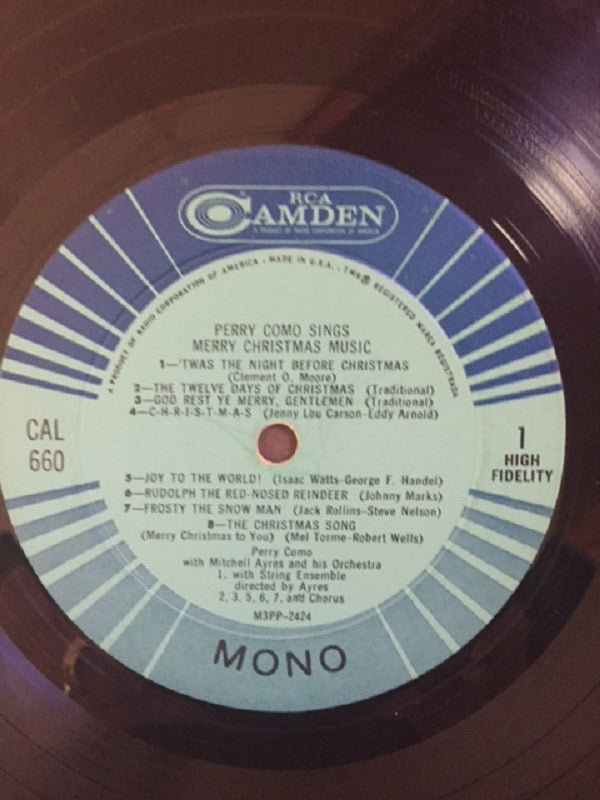 RCA
CAMDEN
A PRODUCT OF RADIO CORPORATION OF AMERICA
A PRODUCT OF RADIO CORPORATION OF AMERICA - MADE IN U.S.A. - TMK® REGISTERED MARCA REGISTRADA
PERRY COMO SINGS
MERRY CHRISTMAS MUSIC
1—'TWAS THE NIGHT BEFORE CHRISTMAS
(Clement O. Moore)
2—THE TWELVE DAYS OF CHRISTMAS (Traditional)
3—GOD REST YE MERRY, GENTLEMEN (Traditional)
4—C-H-R-I-S-T-M-A-S (Jenny Lou Carson-Eddy Arnold)
CAL
660
1
HIGH
FIDELITY
5—JOY TO THE WORLD! (Isaac Watts-George F. Handel)
6—RUDOLPH THE RED-NOSED REINDEER (Johnny Marks)
7—FROSTY THE SNOW MAN (Jack Rollins-Steve Nelson)
8—THE CHRISTMAS SONG
(Merry Christmas to You) (Mel Torme-Robert Wells)
Perry Como
with Mitchell Ayres and his Orchestra
1. with String Ensemble
directed by Ayres
2, 3, 5, 6, 7, and Chorus
M3PP-2424
MONO